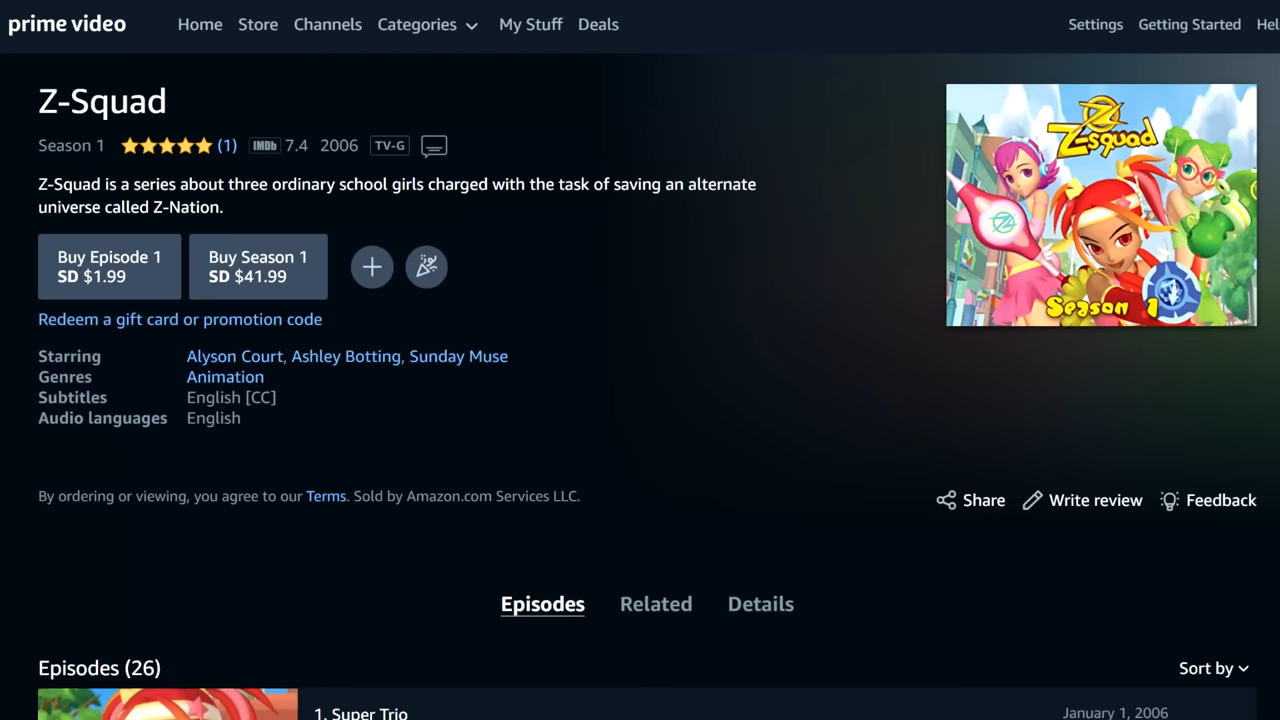 prime video Home Store Channels Categories My Stuff Deals Settings Getting Started Hel
Z-Squad
Season 1 (1) IMDb 7.4 2006 TV-G
Z-Squad is a series about three ordinary school girls charged with the task of saving an alternate
universe called Z-Nation.
Buy Episode 1
SD $1.99
Buy Season 1
SD $41.99
Redeem a gift card or promotion code
Starring Alyson Court, Ashley Botting, Sunday Muse
Genres Animation
Subtitles English [CC]
Audio languages English
Z-squad
Season 1
By ordering or viewing, you agree to our Terms. Sold by Amazon.com Services LLC.
Share Write review Feedback
Episodes Related Details
Episodes (26) Sort by
1. Super Trio January 1, 2006